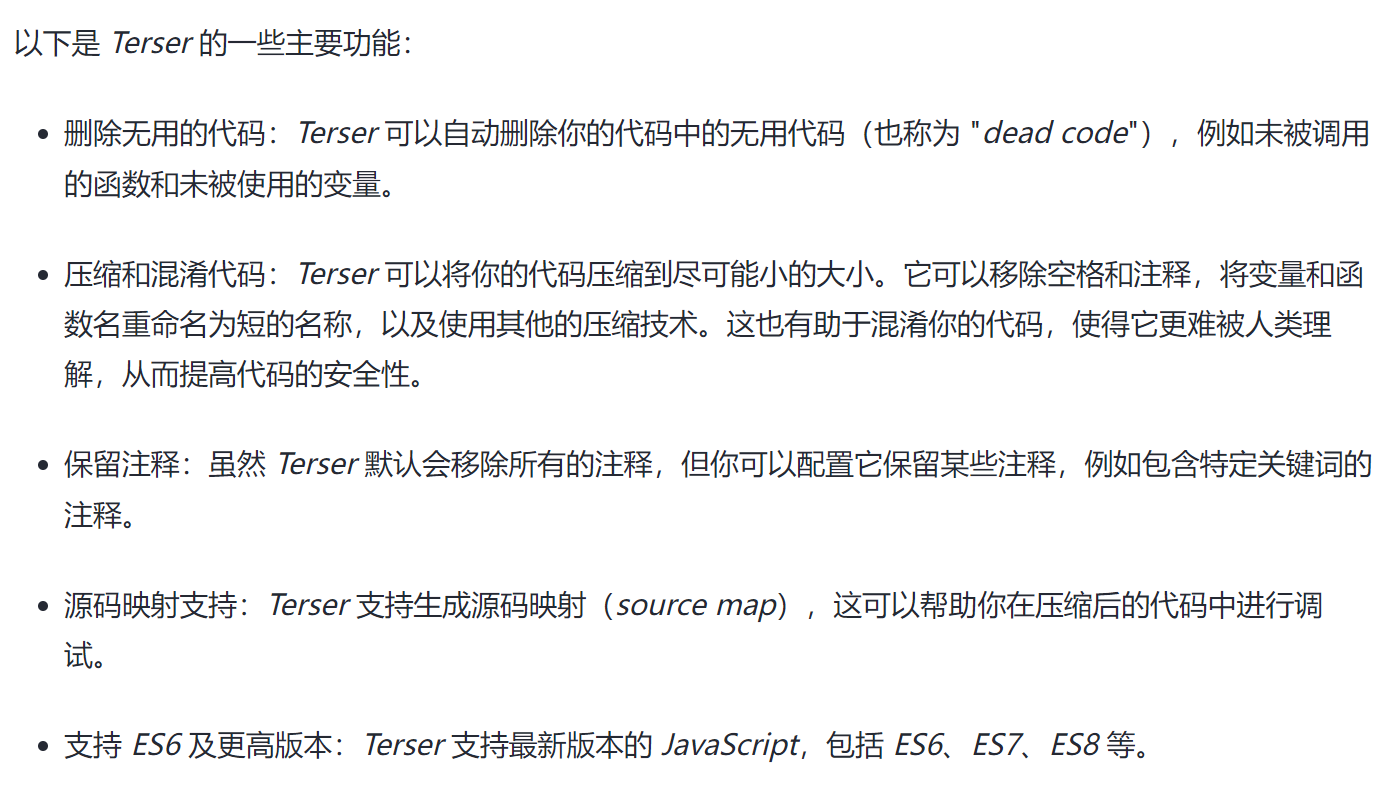 以下是 Terser 的一些主要功能：
删除无用的代码：Terser 可以自动删除你的代码中的无用代码（也称为 "dead code"），例如未被调用
的函数和未被使用的变量。
压缩和混淆代码：Terser 可以将你的代码压缩到尽可能小的大小。它可以移除空格和注释，将变量和函
数名重命名为短的名称，以及使用其他的压缩技术。这也有助于混淆你的代码，使得它更难被人类理
解，从而提高代码的安全性。
保留注释：虽然 Terser 默认会移除所有的注释，但你可以配置它保留某些注释，例如包含特定关键词的
注释。
源码映射支持：Terser 支持生成源码映射（source map），这可以帮助你在压缩后的代码中进行调
试。
支持 ES6 及更高版本：Terser 支持最新版本的 JavaScript，包括 ES6、ES7、ES8 等。